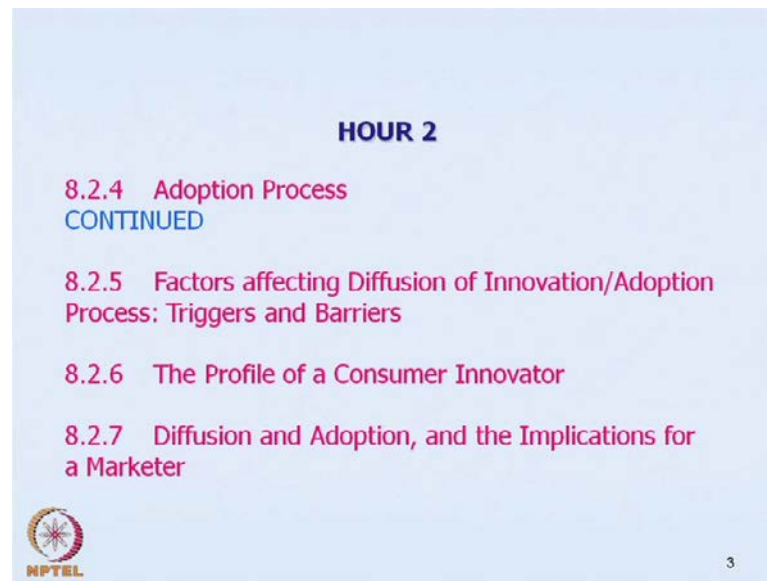 HOUR 2
8.2.4 Adoption Process
CONTINUED
8.2.5 Factors affecting Diffusion of Innovation/Adoption
Process: Triggers and Barriers
8.2.6 The Profile of a Consumer Innovator
8.2.7 Diffusion and Adoption, and the Implications for
a Marketer
NPTEL
3